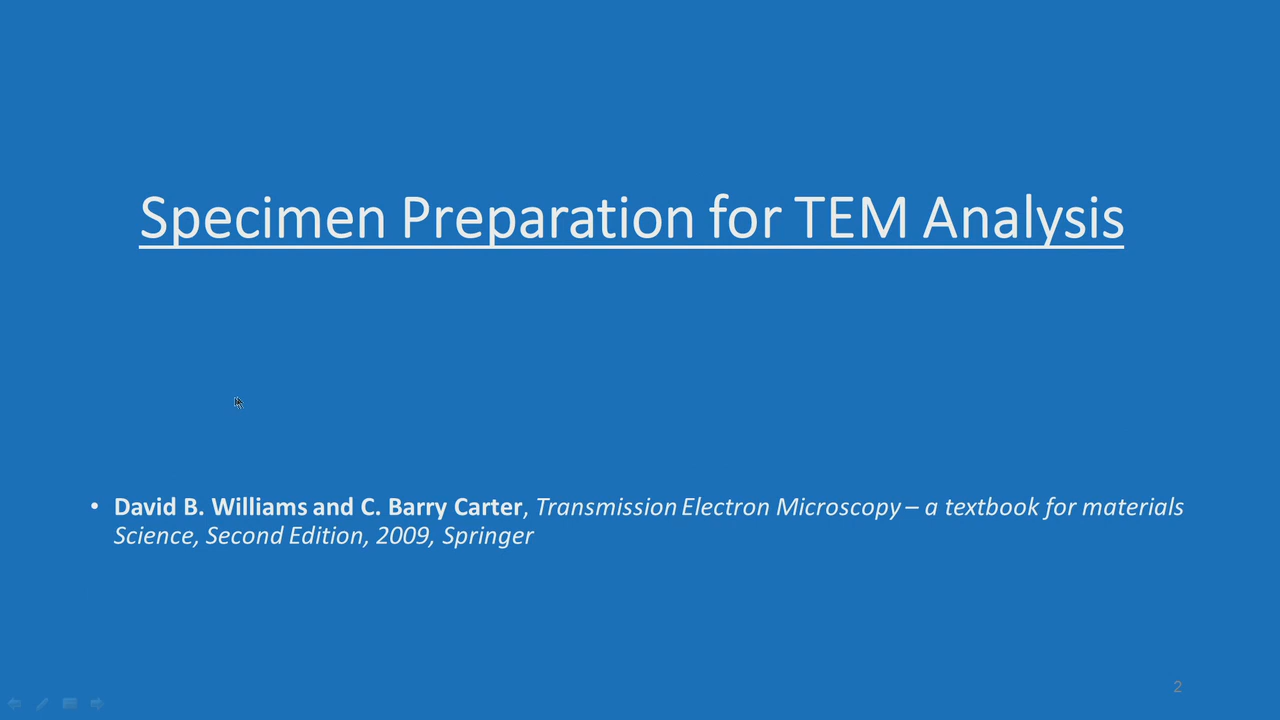 Specimen Preparation for TEM Analysis
• David B. Williams and C. Barry Carter, Transmission Electron Microscopy – a textbook for materials
Science, Second Edition, 2009, Springer
2